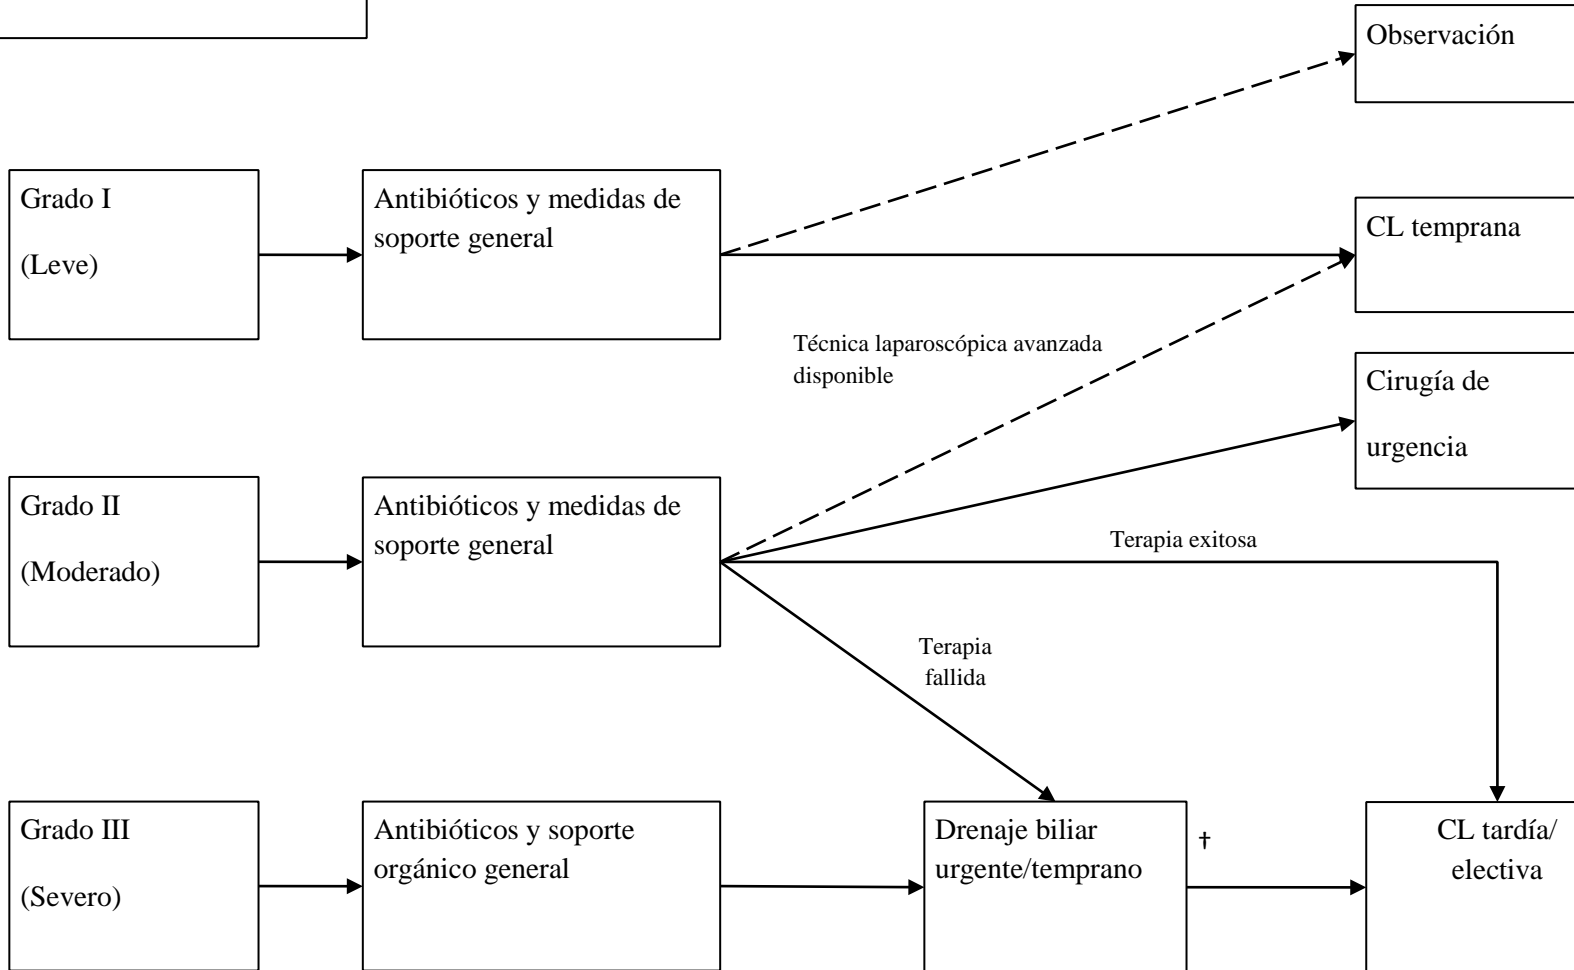 Observación
Grado I
(Leve)
Antibióticos y medidas de
soporte general
CL temprana
Técnica laparoscópica avanzada
disponible
Cirugía de
urgencia
Grado II
(Moderado)
Antibióticos y medidas de
soporte general
Terapia exitosa
Terapia
fallida
Grado III
(Severo)
Antibióticos y soporte
orgánico general
Drenaje biliar
urgente/temprano
†
CL tardía/
electiva